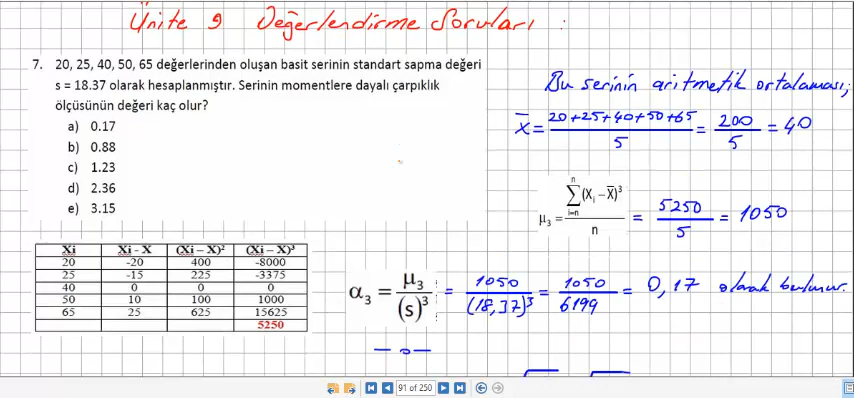 Ünite 9 Değerlendirme Soruları :
7. 20, 25, 40, 50, 65 değerlerinden oluşan basit serinin standart sapma değeri
s = 18.37 olarak hesaplanmıştır. Serinin momentlere dayalı çarpıklık
ölçüsünün değeri kaç olur?
a) 0.17
b) 0.88
c) 1.23
d) 2.36
e) 3.15
Bu serinin aritmetik ortalaması;
X̄ = (20+25+40+50+65)/5 = 200/5 = 40
μ₃ = Σ(i=n, n) (Xᵢ – X̄)³ / n = 5250/5 = 1050
Xi Xi - X (Xi – X)² (Xi – X)³
20 -20 400 -8000
25 -15 225 -3375
40 0 0 0
50 10 100 1000
65 25 625 15625
5250
α₃ = μ₃/(s)³ = 1050/(18,37)³ = 1050/6199 = 0,17 olarak bulunur.
— o —
91 of 250